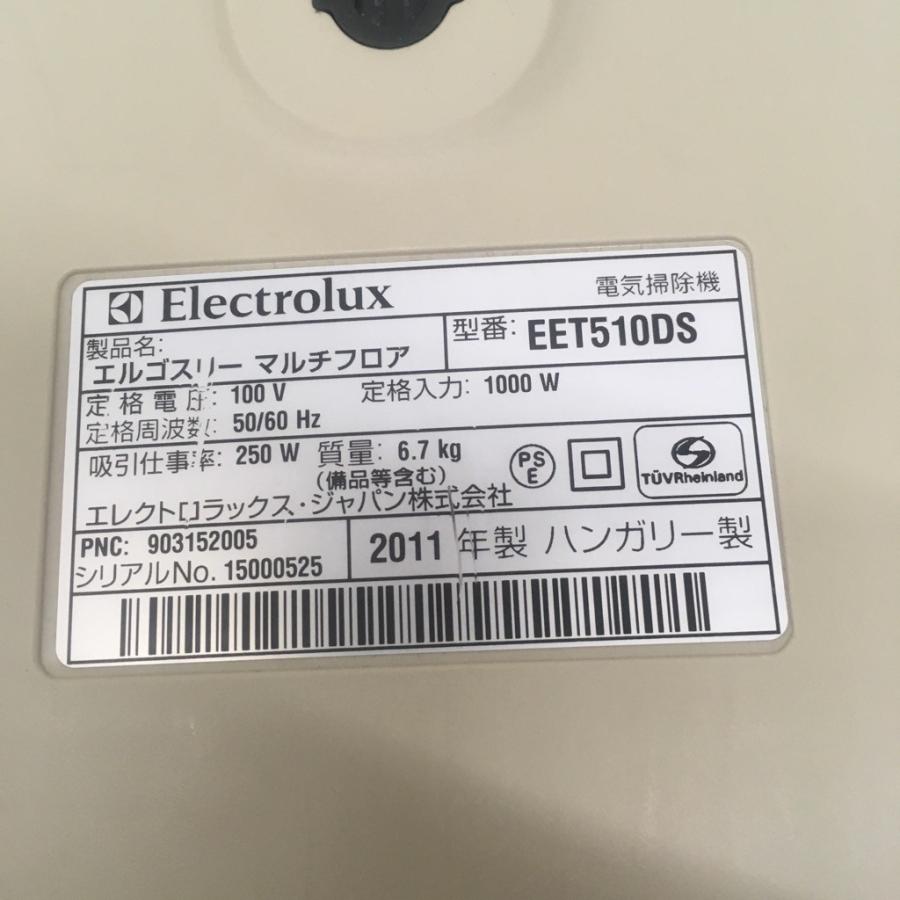 Electrolux 電気掃除機
製品名:
エルゴスリー マルチフロア
型番: EET510DS
定格電圧: 100 V 定格入力: 1000 W
定格周波数: 50/60 Hz
吸引仕事率: 250 W 質量: 6.7 kg
(備品等含む)
PS
E
TÜVRheinland
エレクトロラックス・ジャパン株式会社
PNC: 903152005
シリアルNo. 15000525
2011 年製 ハンガリー製